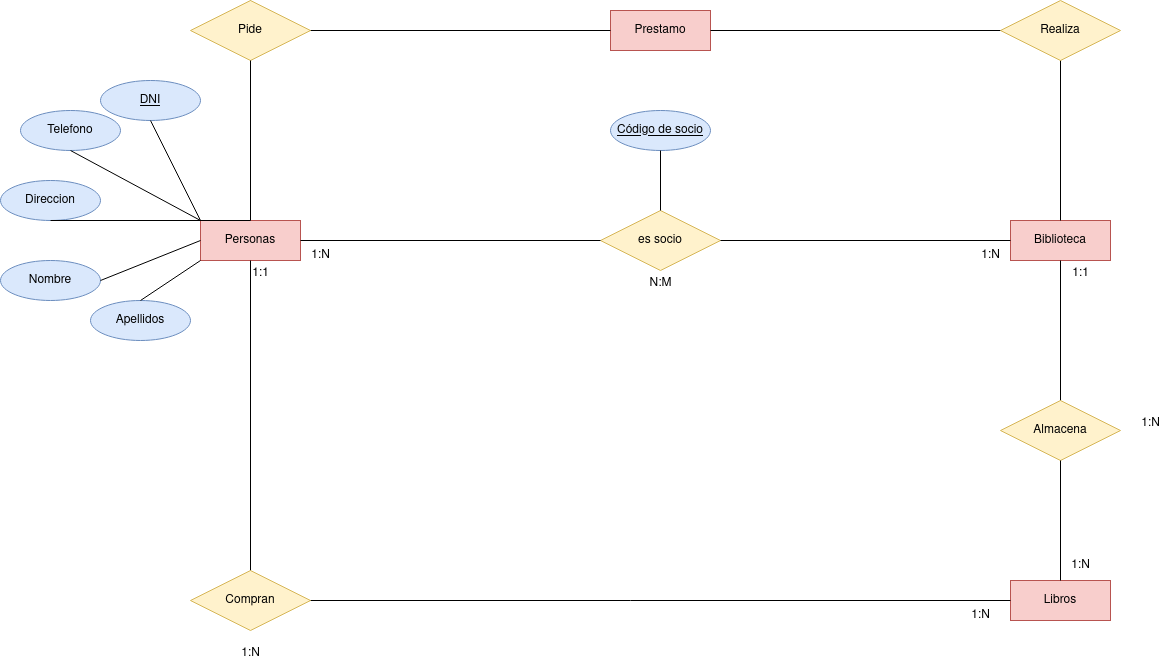 Pide
Prestamo
Realiza
DNI
Telefono
Código de socio
Direccion
Personas
es socio
Biblioteca
1:N
1:N
1:1
1:1
Nombre
N:M
Apellidos
Almacena
1:N
1:N
Compran
Libros
1:N
1:N